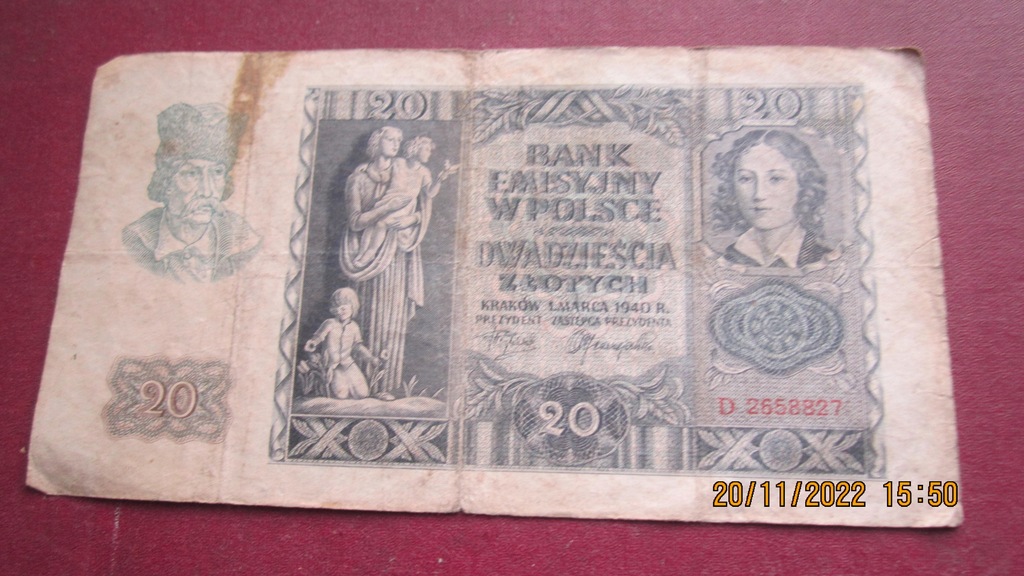 20
20
BANK
EMISYJNY
W POLSCE
DWADZIEŚCIA
ZŁOTYCH
KRAKÓW 1.MARCA 1940 R.
PREZYDENT ZASTĘPCA PREZYDENTA
20
20
D 2658827
20/11/2022 15:50